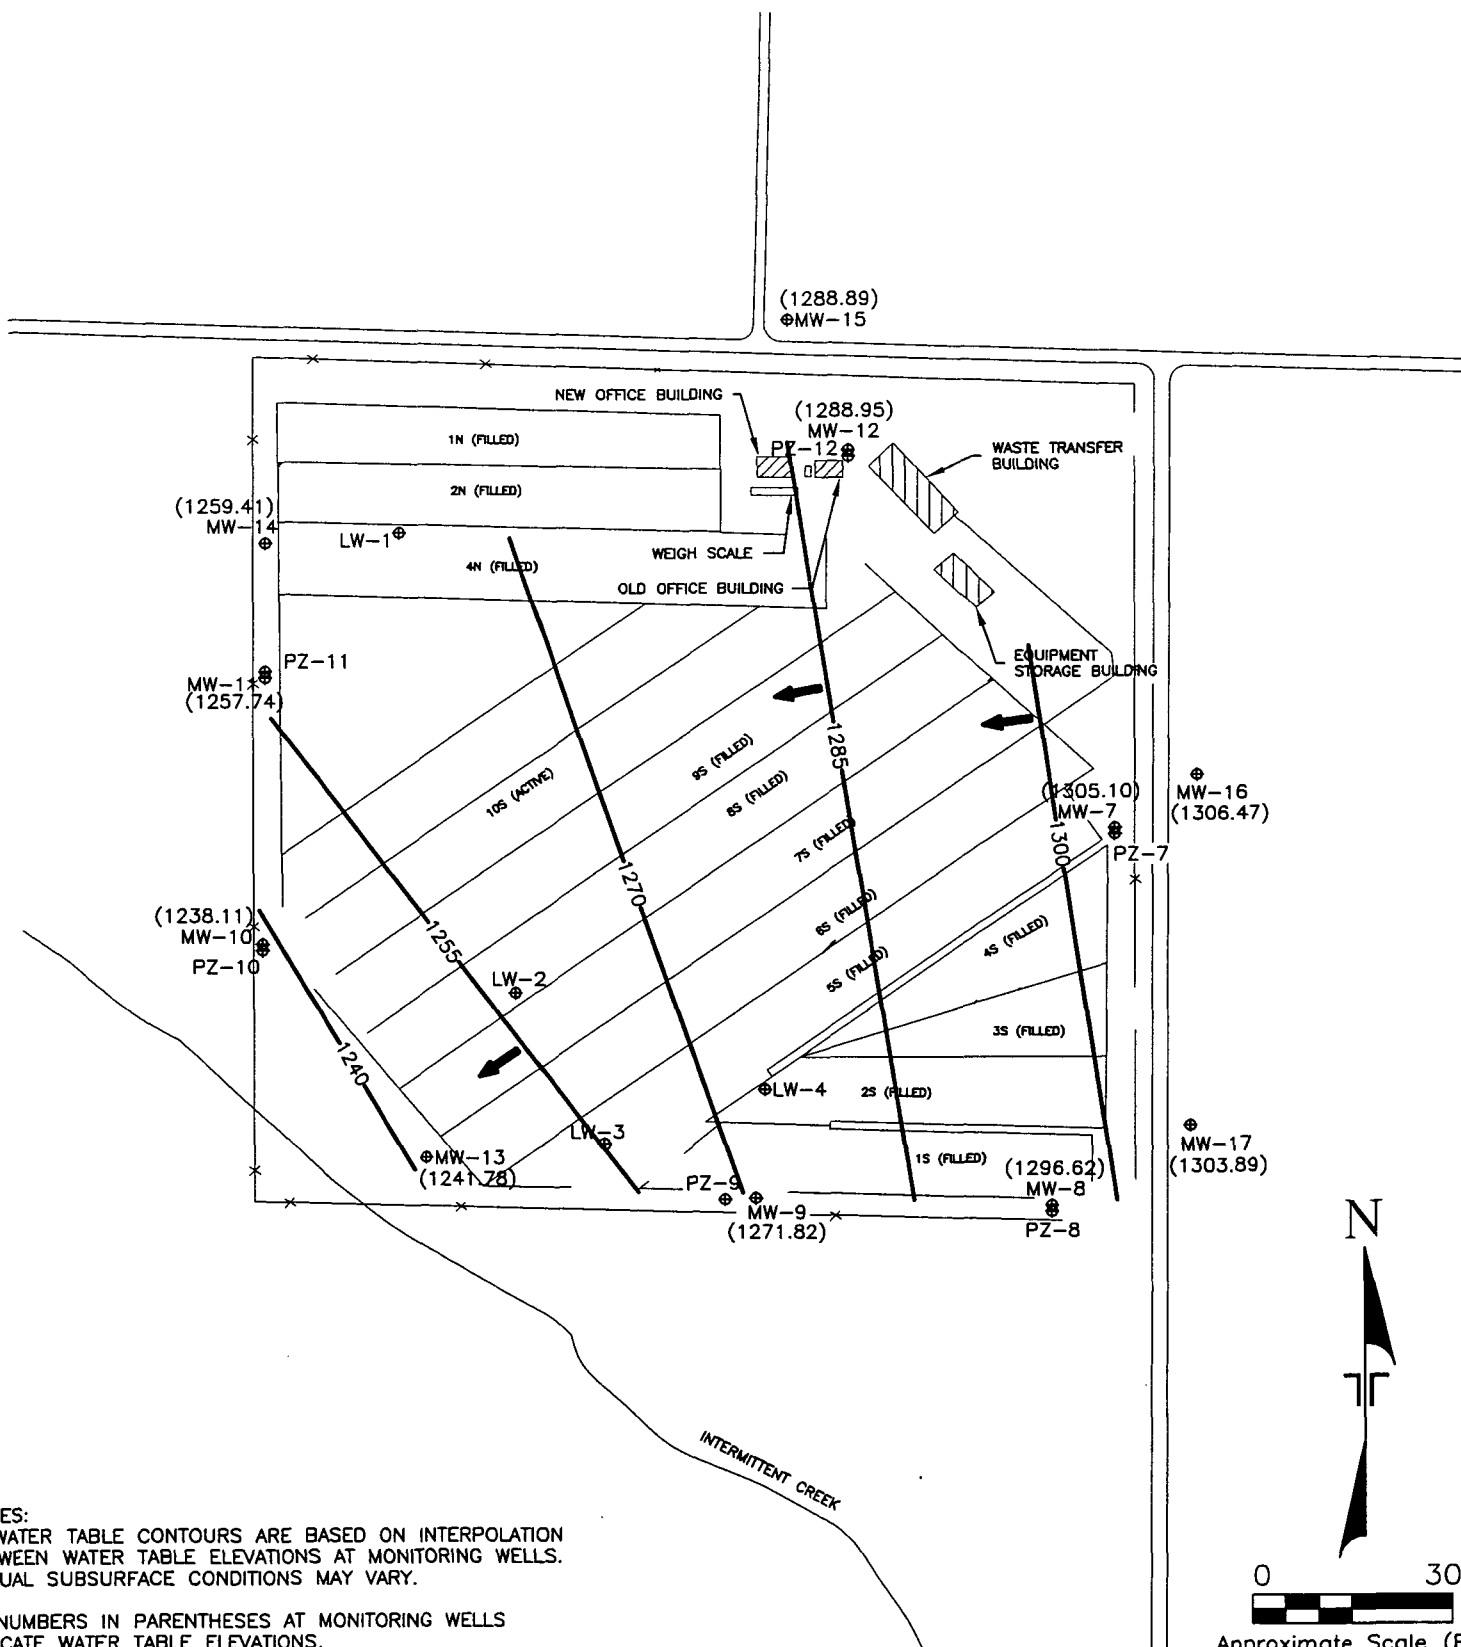 (1288.89)
MW-15
NEW OFFICE BUILDING
(1288.95)
MW-12
PZ-12
WASTE TRANSFER
BUILDING
1N (FILLED)
2N (FILLED)
(1259.41)
MW-14
LW-1
4N (FILLED)
WEIGH SCALE
OLD OFFICE BUILDING
PZ-11
MW-1
(1257.74)
EQUIPMENT
STORAGE BUILDING
1285
9S (FILLED)
10S (ACTIVE)
8S (FILLED)
(1305.10)
MW-7
PZ-7
MW-16
(1306.47)
1300
7S (FILLED)
1270
6S (FILLED)
5S (FILLED)
4S (FILLED)
(1238.11)
MW-10
PZ-10
1255
LW-2
3S (FILLED)
1240
LW-4
2S (FILLED)
LW-3
MW-13
(1241.78)
1S (FILLED)
(1296.62)
MW-8
PZ-8
MW-17
(1303.89)
PZ-9
MW-9
(1271.82)
N
INTERMITTENT CREEK
ES:
WATER TABLE CONTOURS ARE BASED ON INTERPOLATION
WEEN WATER TABLE ELEVATIONS AT MONITORING WELLS.
UAL SUBSURFACE CONDITIONS MAY VARY.
NUMBERS IN PARENTHESES AT MONITORING WELLS
CATE WATER TABLE ELEVATIONS.
0 30
Approximate Scale (F